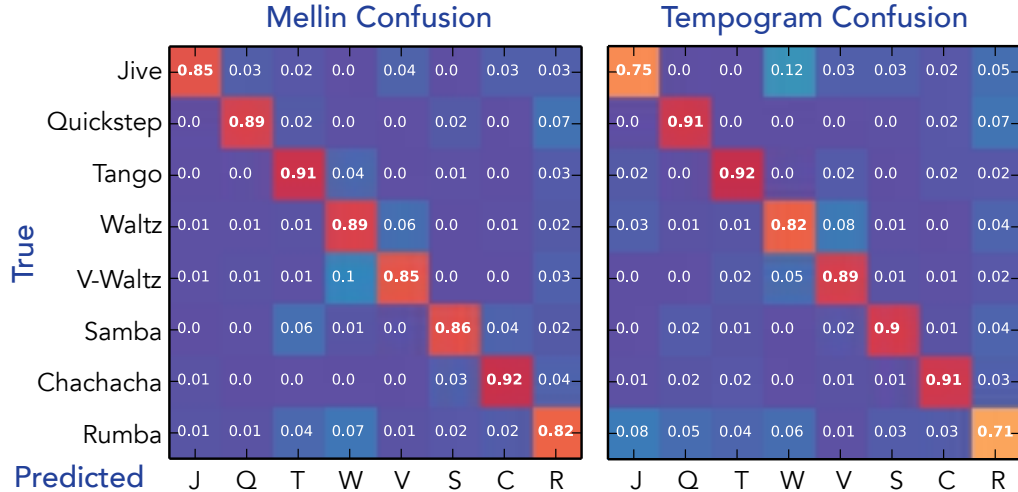 Mellin Confusion Tempogram Confusion
Jive 0.85 0.03 0.02 0.0 0.04 0.0 0.03 0.03 0.75 0.0 0.0 0.12 0.03 0.03 0.02 0.05
Quickstep 0.0 0.89 0.02 0.0 0.0 0.02 0.0 0.07 0.0 0.91 0.0 0.0 0.0 0.0 0.02 0.07
Tango 0.0 0.0 0.91 0.04 0.0 0.01 0.0 0.03 0.02 0.0 0.92 0.0 0.02 0.0 0.02 0.02
Waltz 0.01 0.01 0.01 0.89 0.06 0.0 0.01 0.02 0.03 0.01 0.01 0.82 0.08 0.01 0.0 0.04
True
V-Waltz 0.01 0.01 0.01 0.1 0.85 0.0 0.0 0.03 0.0 0.0 0.02 0.05 0.89 0.01 0.01 0.02
Samba 0.0 0.0 0.06 0.01 0.0 0.86 0.04 0.02 0.0 0.02 0.01 0.0 0.02 0.9 0.01 0.04
Chachacha 0.01 0.0 0.0 0.0 0.0 0.03 0.92 0.04 0.01 0.02 0.02 0.0 0.01 0.01 0.91 0.03
Rumba 0.01 0.01 0.04 0.07 0.01 0.02 0.02 0.82 0.08 0.05 0.04 0.06 0.01 0.03 0.03 0.71
Predicted J Q T W V S C R J Q T W V S C R